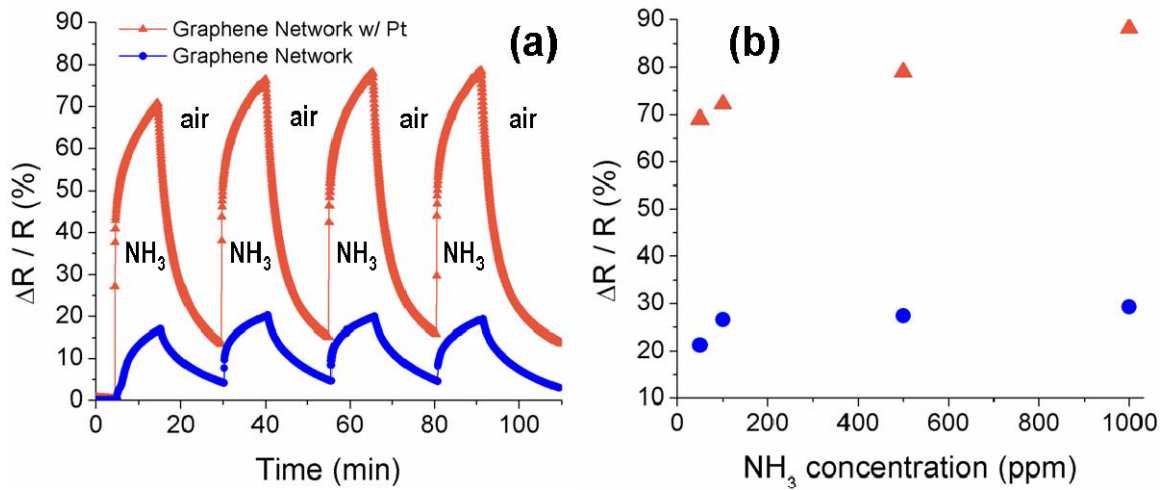 Graphene Network w/ Pt
Graphene Network
(a)
air air air air
NH₃ NH₃ NH₃ NH₃
ΔR / R (%)
90
80
70
60
50
40
30
20
10
0
0 20 40 60 80 100
Time (min)
(b)
ΔR / R (%)
90
80
70
60
50
40
30
20
10
0 200 400 600 800 1000
NH₃ concentration (ppm)